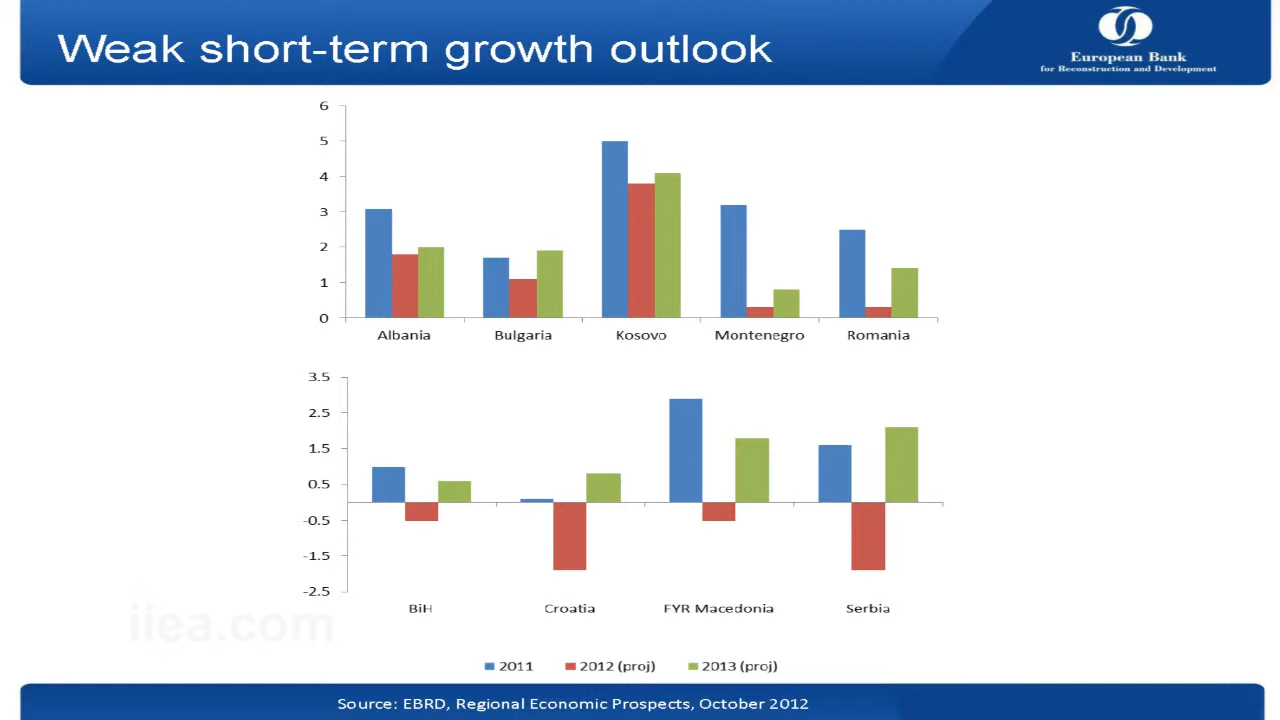 Weak short-term growth outlook
European Bank
for Reconstruction and Development
6
5
4
3
2
1
0
Albania Bulgaria Kosovo Montenegro Romania
3.5
2.5
1.5
0.5
-0.5
-1.5
-2.5
BiH Croatia FYR Macedonia Serbia
iiea.com
2011 2012 (proj) 2013 (proj)
Source: EBRD, Regional Economic Prospects, October 2012